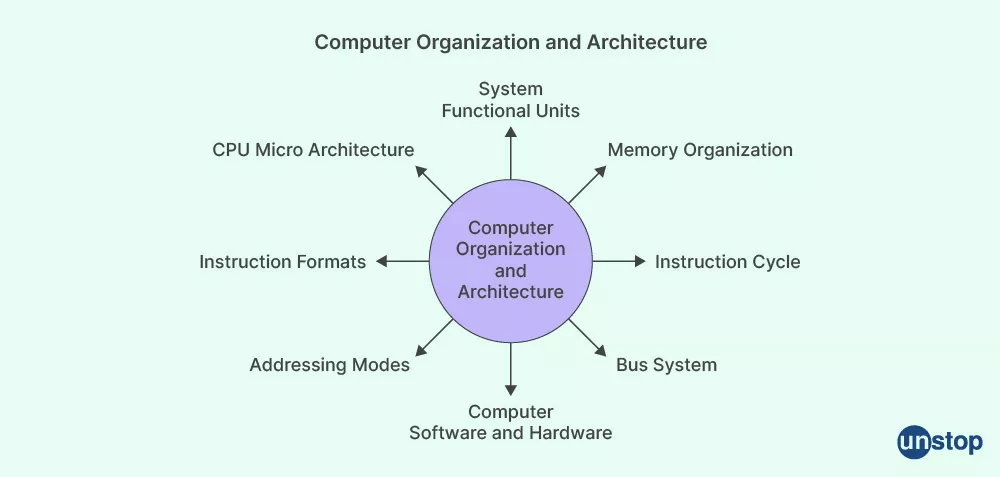 Computer Organization and Architecture
System
Functional Units
CPU Micro Architecture
Memory Organization
Computer
Organization
and
Architecture
Instruction Formats
Instruction Cycle
Addressing Modes
Bus System
Computer
Software and Hardware
unstop